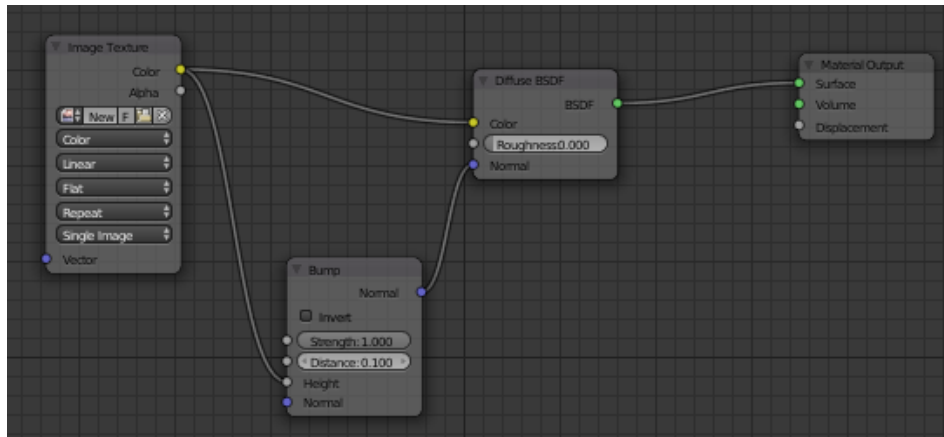 Image Texture
Color
Alpha
New F
Color
Linear
Flat
Repeat
Single Image
Vector
Bump
Normal
Invert
Strength: 1.000
Distance: 0.100
Height
Normal
Diffuse BSDF
BSDF
Color
Roughness:0.000
Normal
Material Output
Surface
Volume
Displacement